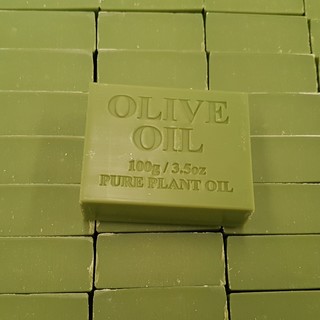 OLIVE
OIL
100g / 3.5oz
PURE PLANT OIL